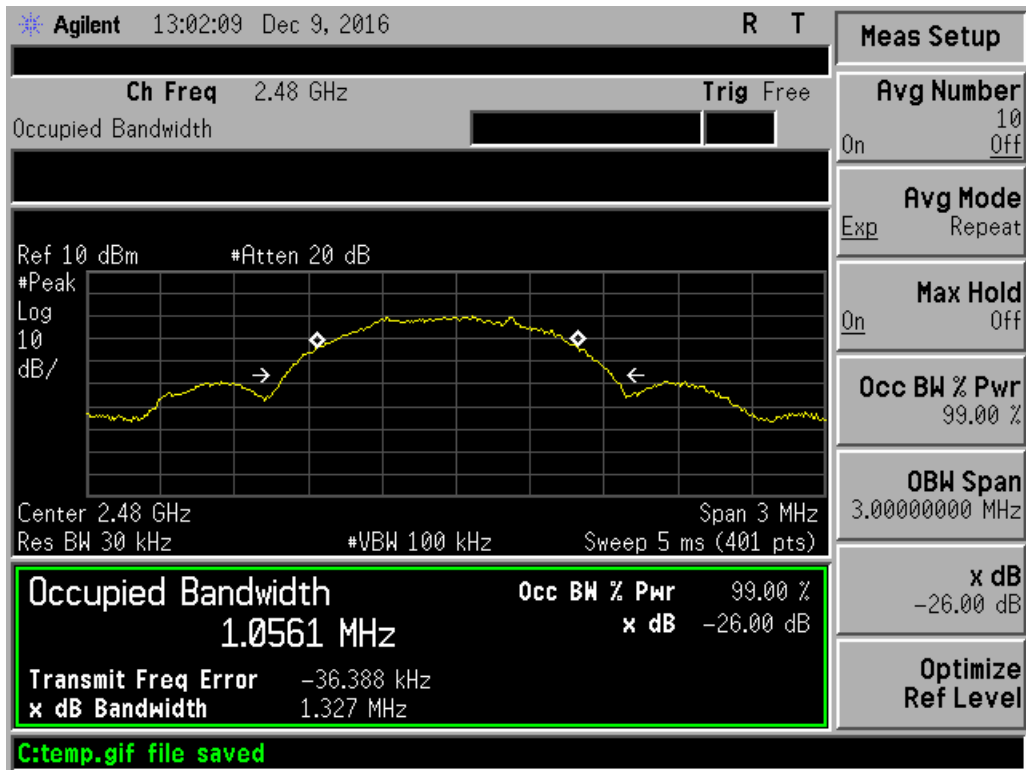 Agilent 13:02:09 Dec 9, 2016 R T
Ch Freq 2.48 GHz Trig Free
Occupied Bandwidth
Ref 10 dBm #Atten 20 dB
#Peak
Log
10
dB/
Center 2.48 GHz Span 3 MHz
Res BW 30 kHz #VBW 100 kHz Sweep 5 ms (401 pts)
Occupied Bandwidth Occ BW % Pwr 99.00 %
1.0561 MHz x dB -26.00 dB
Transmit Freq Error -36.388 kHz
x dB Bandwidth 1.327 MHz
C:temp.gif file saved
Meas Setup
Avg Number
10
On Off
Avg Mode
Exp Repeat
Max Hold
On Off
Occ BW % Pwr
99.00 %
OBW Span
3.00000000 MHz
x dB
-26.00 dB
Optimize
Ref Level